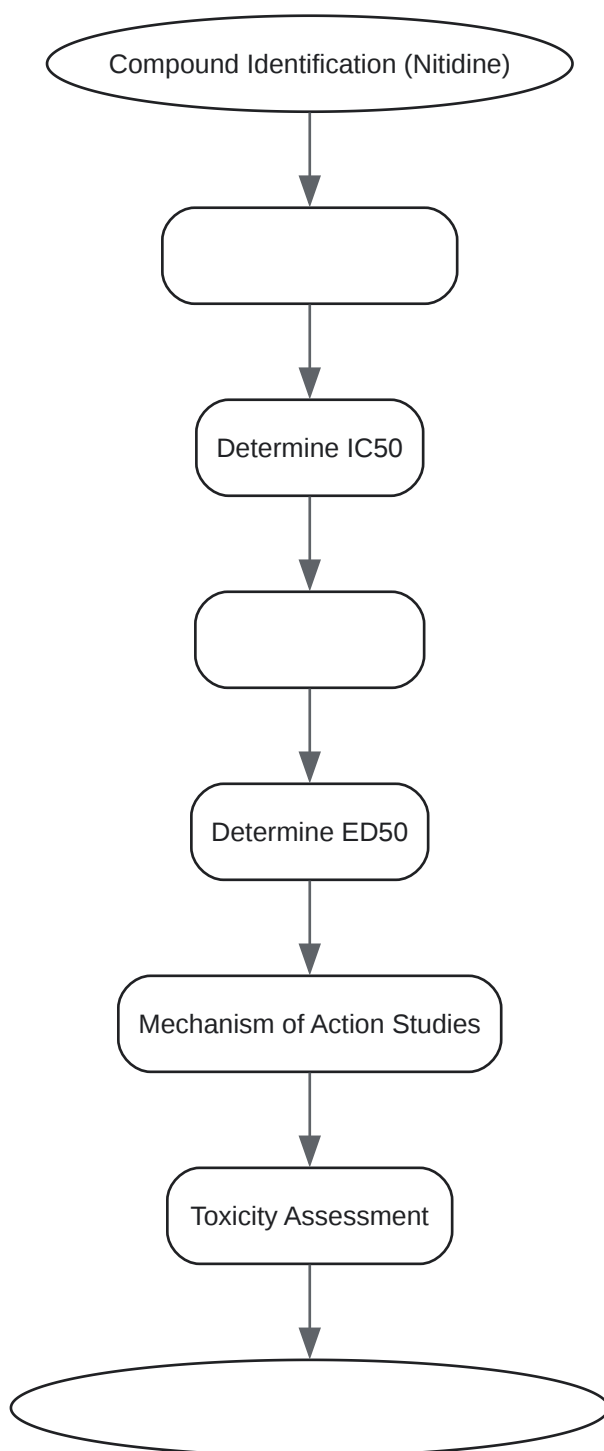 Compound Identification (Nitidine)
Determine IC50
Determine ED50
Mechanism of Action Studies
Toxicity Assessment